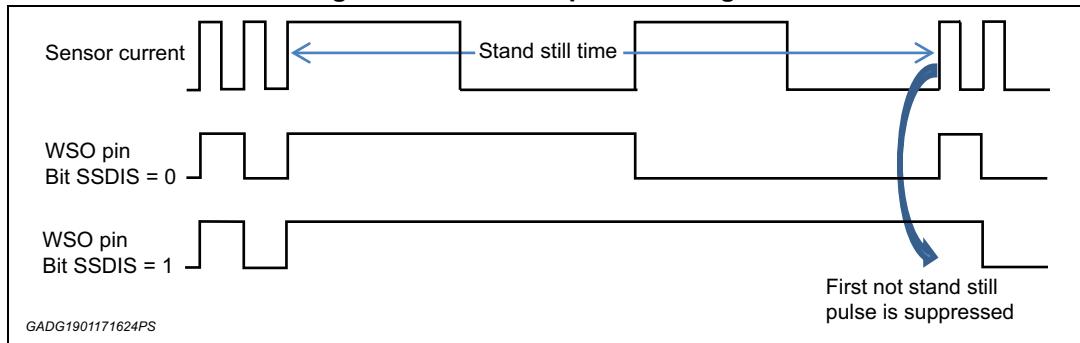 Sensor current
Stand still time
WSO pin
Bit SSDIS = 0
WSO pin
Bit SSDIS = 1
First not stand still
pulse is suppressed
GADG1901171624PS